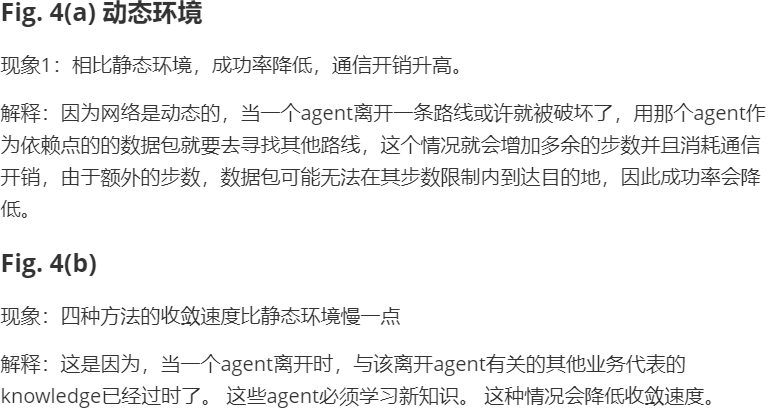 Fig. 4(a) 动态环境
现象1：相比静态环境，成功率降低，通信开销升高。
解释：因为网络是动态的，当一个agent离开一条路线或许就被破坏了，用那个agent作
为依赖点的的数据包就要去寻找其他路线，这个情况就会增加多余的步数并且消耗通信
开销，由于额外的步数，数据包可能无法在其步数限制内到达目的地，因此成功率会降
低。
Fig. 4(b)
现象：四种方法的收敛速度比静态环境慢一点
解释：这是因为，当一个agent离开时，与该离开agent有关的其他业务代表的
knowledge已经过时了。 这些agent必须学习新知识。 这种情况会降低收敛速度。